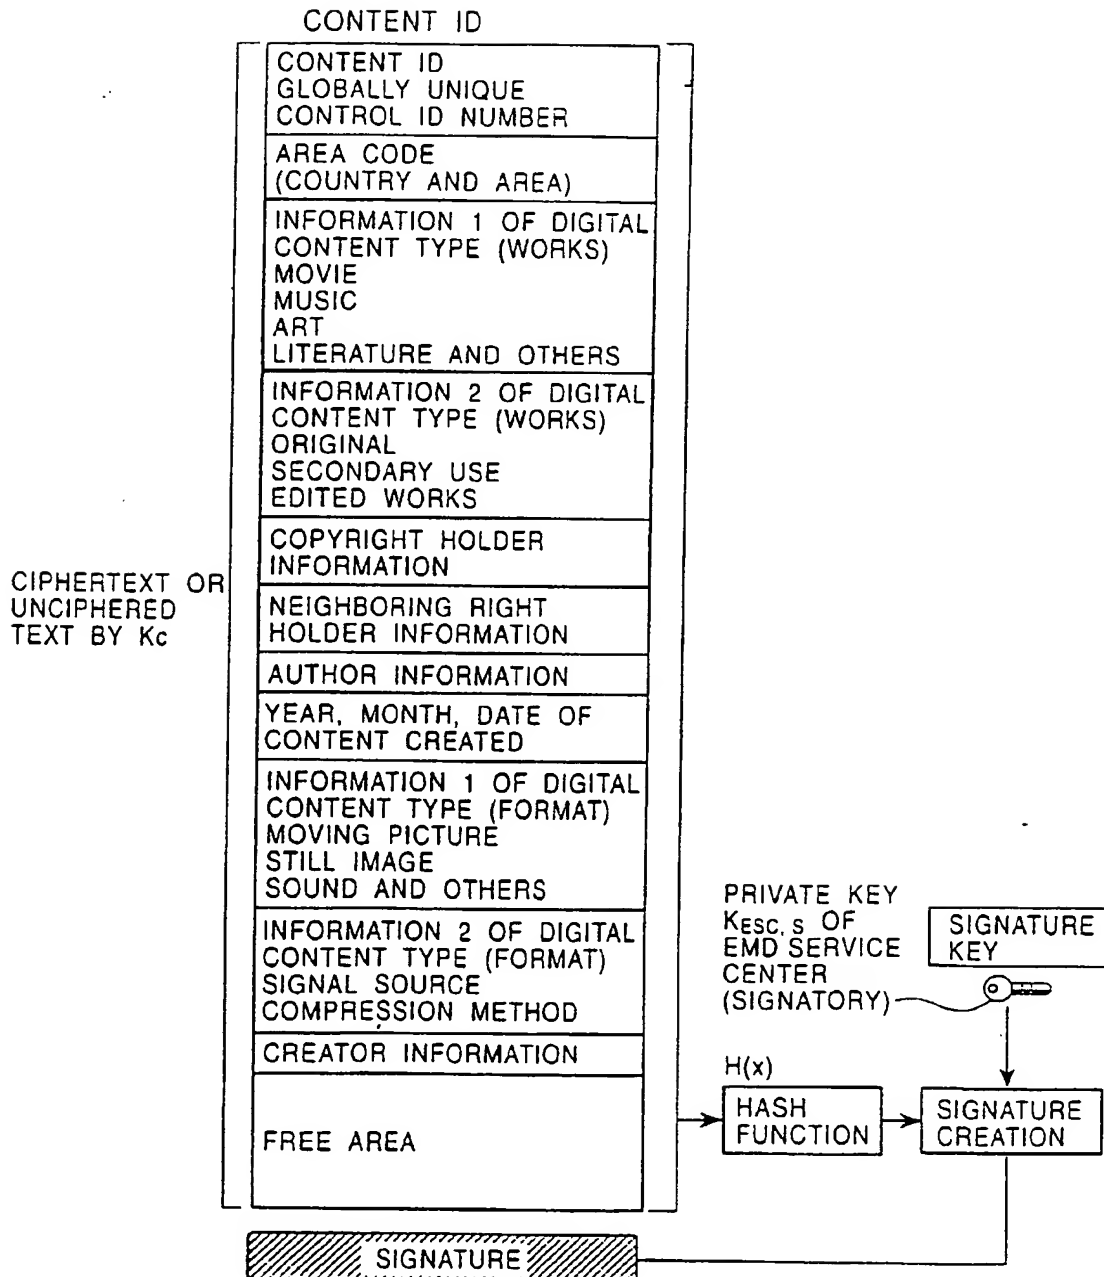 CONTENT ID
CONTENT ID
GLOBALLY UNIQUE
CONTROL ID NUMBER
AREA CODE
(COUNTRY AND AREA)
INFORMATION 1 OF DIGITAL
CONTENT TYPE (WORKS)
MOVIE
MUSIC
ART
LITERATURE AND OTHERS
INFORMATION 2 OF DIGITAL
CONTENT TYPE (WORKS)
ORIGINAL
SECONDARY USE
EDITED WORKS
COPYRIGHT HOLDER
INFORMATION
CIPHERTEXT OR
UNCIPHERED
TEXT BY Kc
NEIGHBORING RIGHT
HOLDER INFORMATION
AUTHOR INFORMATION
YEAR, MONTH, DATE OF
CONTENT CREATED
INFORMATION 1 OF DIGITAL
CONTENT TYPE (FORMAT)
MOVING PICTURE
STILL IMAGE
SOUND AND OTHERS
INFORMATION 2 OF DIGITAL
CONTENT TYPE (FORMAT)
SIGNAL SOURCE
COMPRESSION METHOD
CREATOR INFORMATION
FREE AREA
PRIVATE KEY
KESC, S OF
EMD SERVICE
CENTER
(SIGNATORY)
SIGNATURE
KEY
H(x)
HASH
FUNCTION
SIGNATURE
CREATION
SIGNATURE